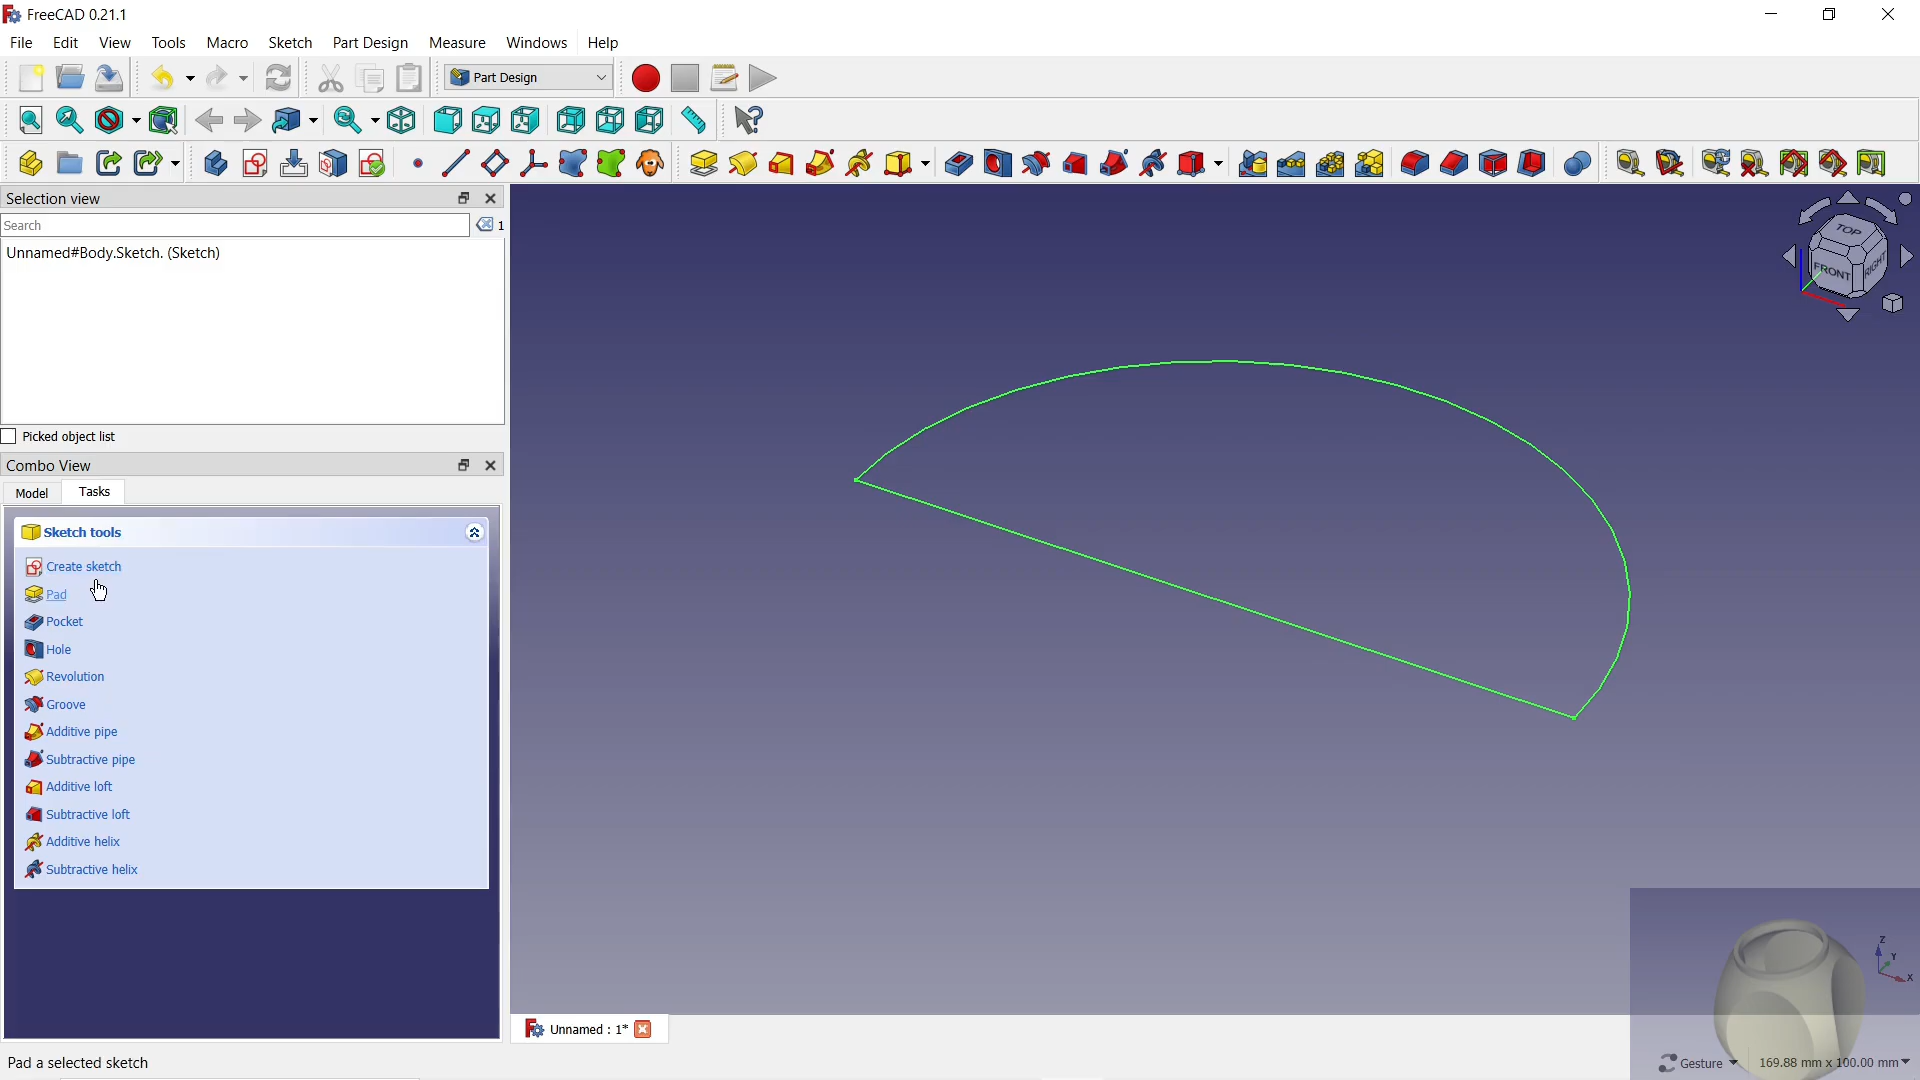 FreeCAD 0.21.1
File Edit View Tools Macro Sketch Part Design Measure Windows Help
Part Design
Selection view
Search
1
Unnamed#Body.Sketch. (Sketch)
Picked object list
Combo View
Model Tasks
Sketch tools
Create sketch
Pad
Pocket
Hole
Revolution
Groove
Additive pipe
Subtractive pipe
Additive loft
Subtractive loft
Additive helix
Subtractive helix
TOP
FRONT
RIGHT
Z
Y
X
Unnamed : 1*
Pad a selected sketch
Gesture
169.88 mm x 100.00 mm